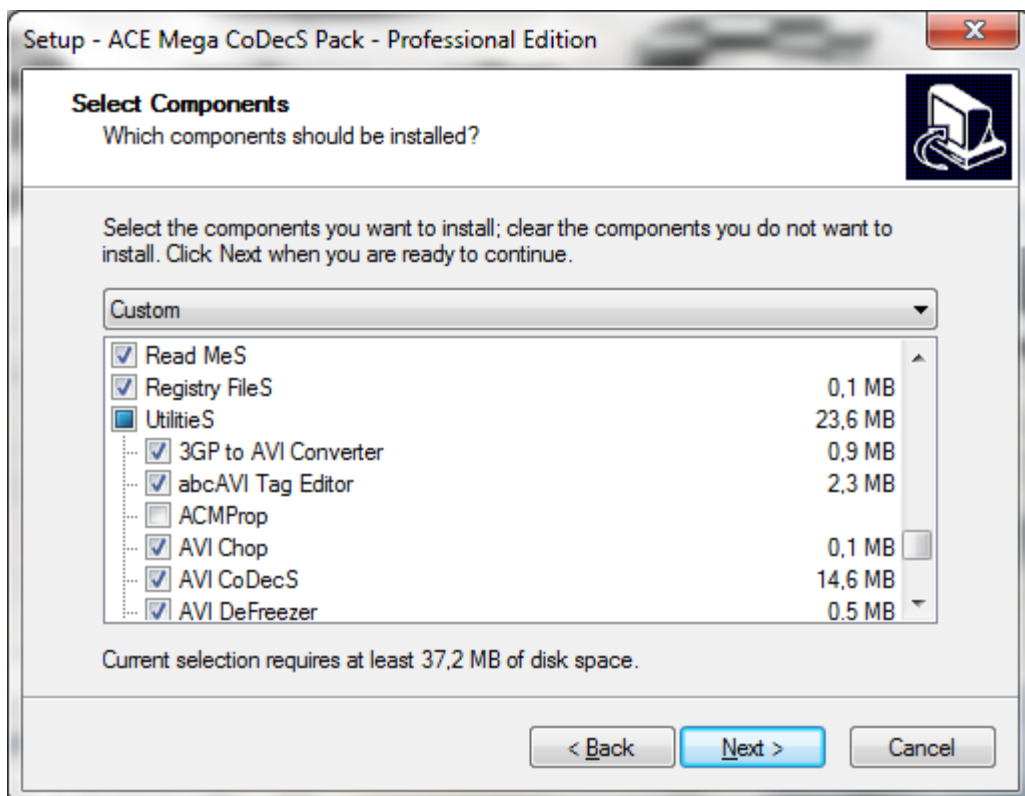 Setup - ACE Mega CoDecS Pack - Professional Edition
Select Components
Which components should be installed?
Select the components you want to install; clear the components you do not want to
install. Click Next when you are ready to continue.
Custom
Read MeS
Registry FileS 0,1 MB
UtilitieS 23,6 MB
3GP to AVI Converter 0,9 MB
abcAVI Tag Editor 2,3 MB
ACMProp
AVI Chop 0,1 MB
AVI CoDecS 14,6 MB
AVI DeFreezer 0,5 MB
Current selection requires at least 37,2 MB of disk space.
< Back Next > Cancel